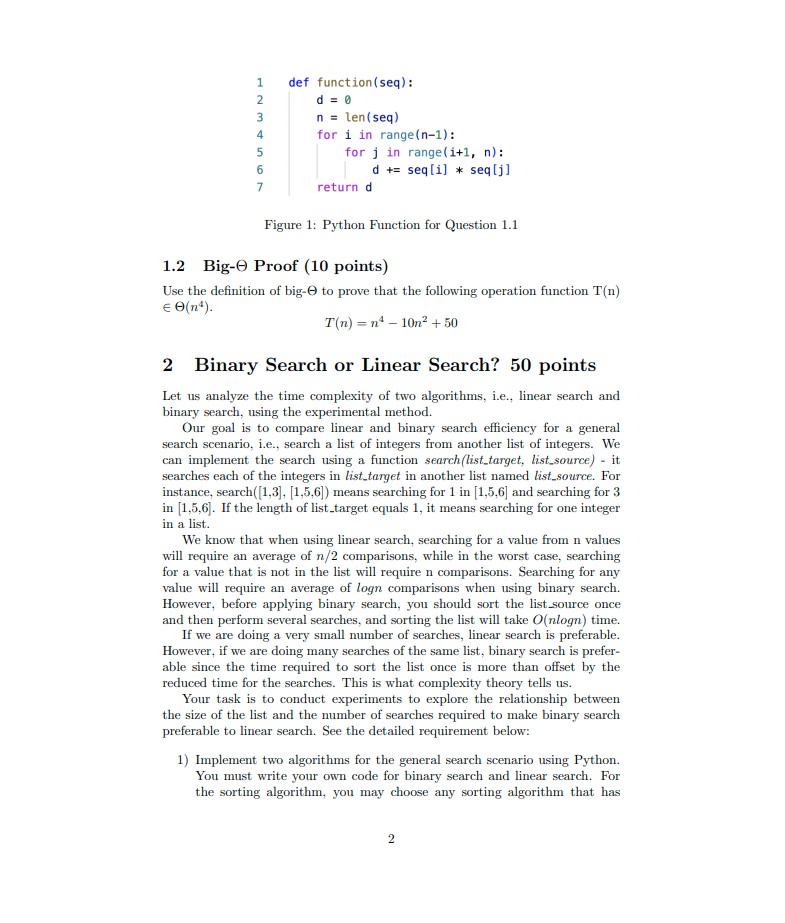 1 def function(seq):
2 d = 0
3 n = len(seq)
4 for i in range(n-1):
5 for j in range(i+1, n):
6 d += seq[i] * seq[j]
7 return d
Figure 1: Python Function for Question 1.1
1.2 Big-Θ Proof (10 points)
Use the definition of big-Θ to prove that the following operation function T(n)
∈ Θ(n⁴).
T(n) = n⁴ − 10n² + 50
2 Binary Search or Linear Search? 50 points
Let us analyze the time complexity of two algorithms, i.e., linear search and
binary search, using the experimental method.
Our goal is to compare linear and binary search efficiency for a general
search scenario, i.e., search a list of integers from another list of integers. We
can implement the search using a function search(list_target, list_source) - it
searches each of the integers in list_target in another list named list_source. For
instance, search([1,3], [1,5,6]) means searching for 1 in [1,5,6] and searching for 3
in [1,5,6]. If the length of list_target equals 1, it means searching for one integer
in a list.
We know that when using linear search, searching for a value from n values
will require an average of n/2 comparisons, while in the worst case, searching
for a value that is not in the list will require n comparisons. Searching for any
value will require an average of logn comparisons when using binary search.
However, before applying binary search, you should sort the list_source once
and then perform several searches, and sorting the list will take O(nlogn) time.
If we are doing a very small number of searches, linear search is preferable.
However, if we are doing many searches of the same list, binary search is prefer-
able since the time required to sort the list once is more than offset by the
reduced time for the searches. This is what complexity theory tells us.
Your task is to conduct experiments to explore the relationship between
the size of the list and the number of searches required to make binary search
preferable to linear search. See the detailed requirement below:
1) Implement two algorithms for the general search scenario using Python.
You must write your own code for binary search and linear search. For
the sorting algorithm, you may choose any sorting algorithm that has
2